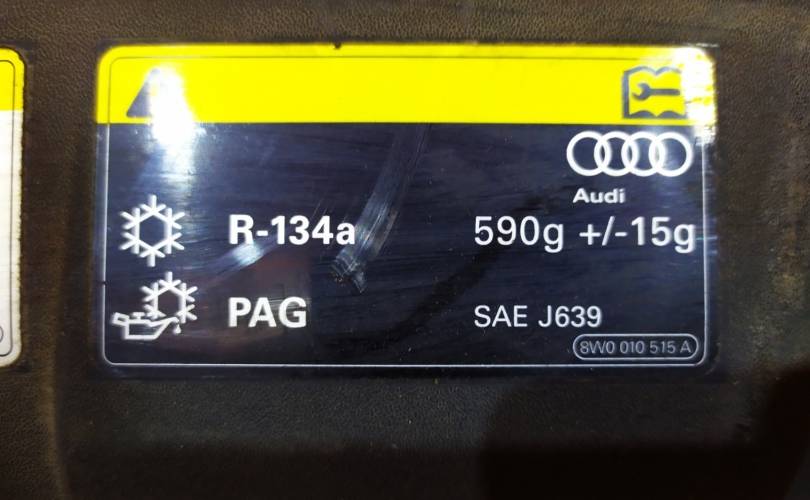 Audi
R-134a 590g +/-15g
PAG SAE J639
8W0 010 515 A